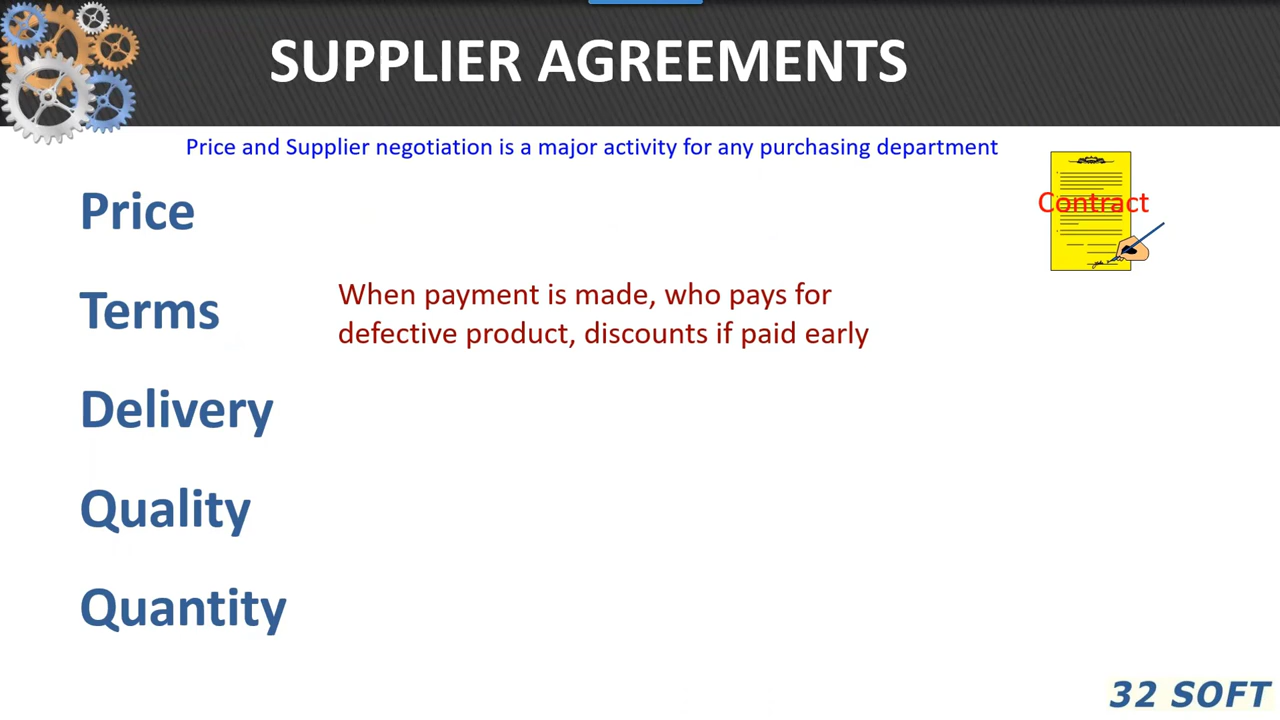 SUPPLIER AGREEMENTS
Price and Supplier negotiation is a major activity for any purchasing department
Contract
Price
Terms
When payment is made, who pays for
defective product, discounts if paid early
Delivery
Quality
Quantity
32 SOFT